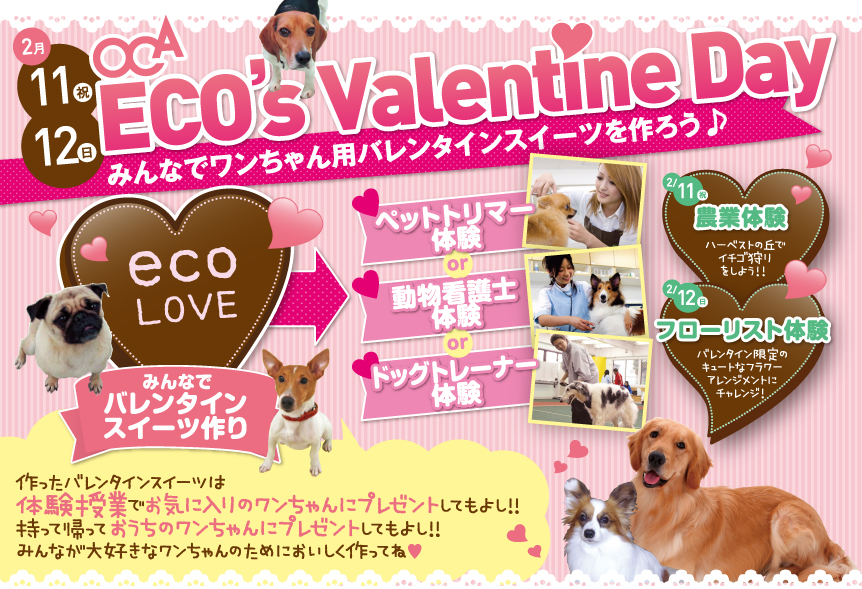 2月
11祝
12日
OCA
ECO's Valentine Day
みんなでワンちゃん用バレンタインスイーツを作ろう♪
eco
LOVE
みんなで
バレンタイン
スイーツ作り
ペットトリマー
体験
or
動物看護士
体験
or
ドッグトレーナー
体験
2/11祝
農業体験
ハーベストの丘で
イチゴ狩り
をしよう!!
2/12日
フローリスト体験
バレンタイン限定の
キュートなフラワー
アレンジメントに
チャレンジ!
作ったバレンタインスイーツは
体験授業でお気に入りのワンちゃんにプレゼントしてもよし!!
持って帰っておうちのワンちゃんにプレゼントしてもよし!!
みんなが大好きなワンちゃんのためにおいしく作ってね♥